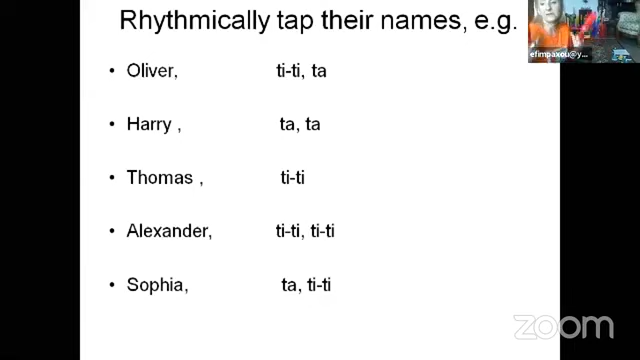 Rhythmically tap their names, e.g.
efimpaxou@y...
• Oliver, ti-ti, ta
• Harry , ta, ta
• Thomas , ti-ti
• Alexander, ti-ti, ti-ti
• Sophia, ta, ti-ti
zoom